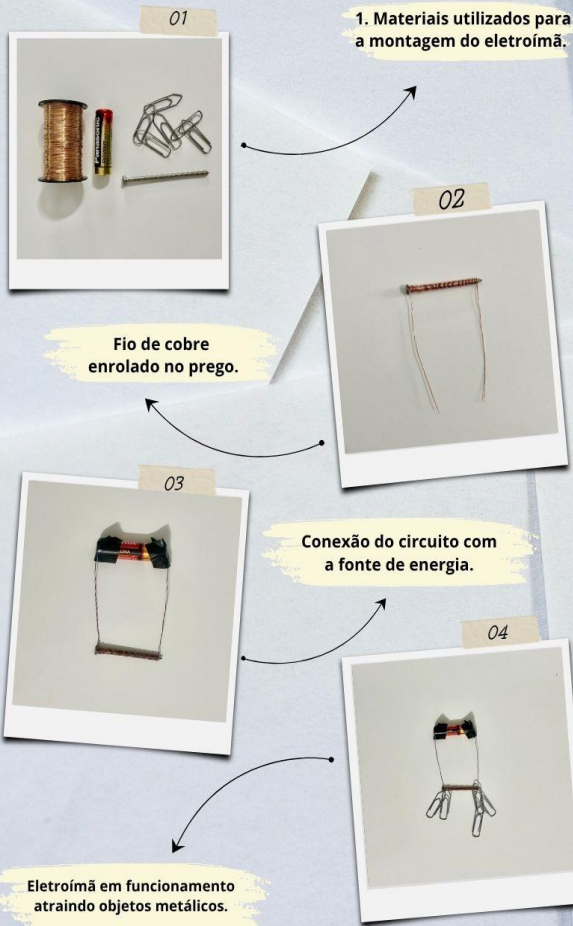 01
1. Materiais utilizados para
a montagem do eletroímã.
Panasonic
02
Fio de cobre
enrolado no prego.
03
Conexão do circuito com
a fonte de energia.
04
Eletroímã em funcionamento
atraindo objetos metálicos.